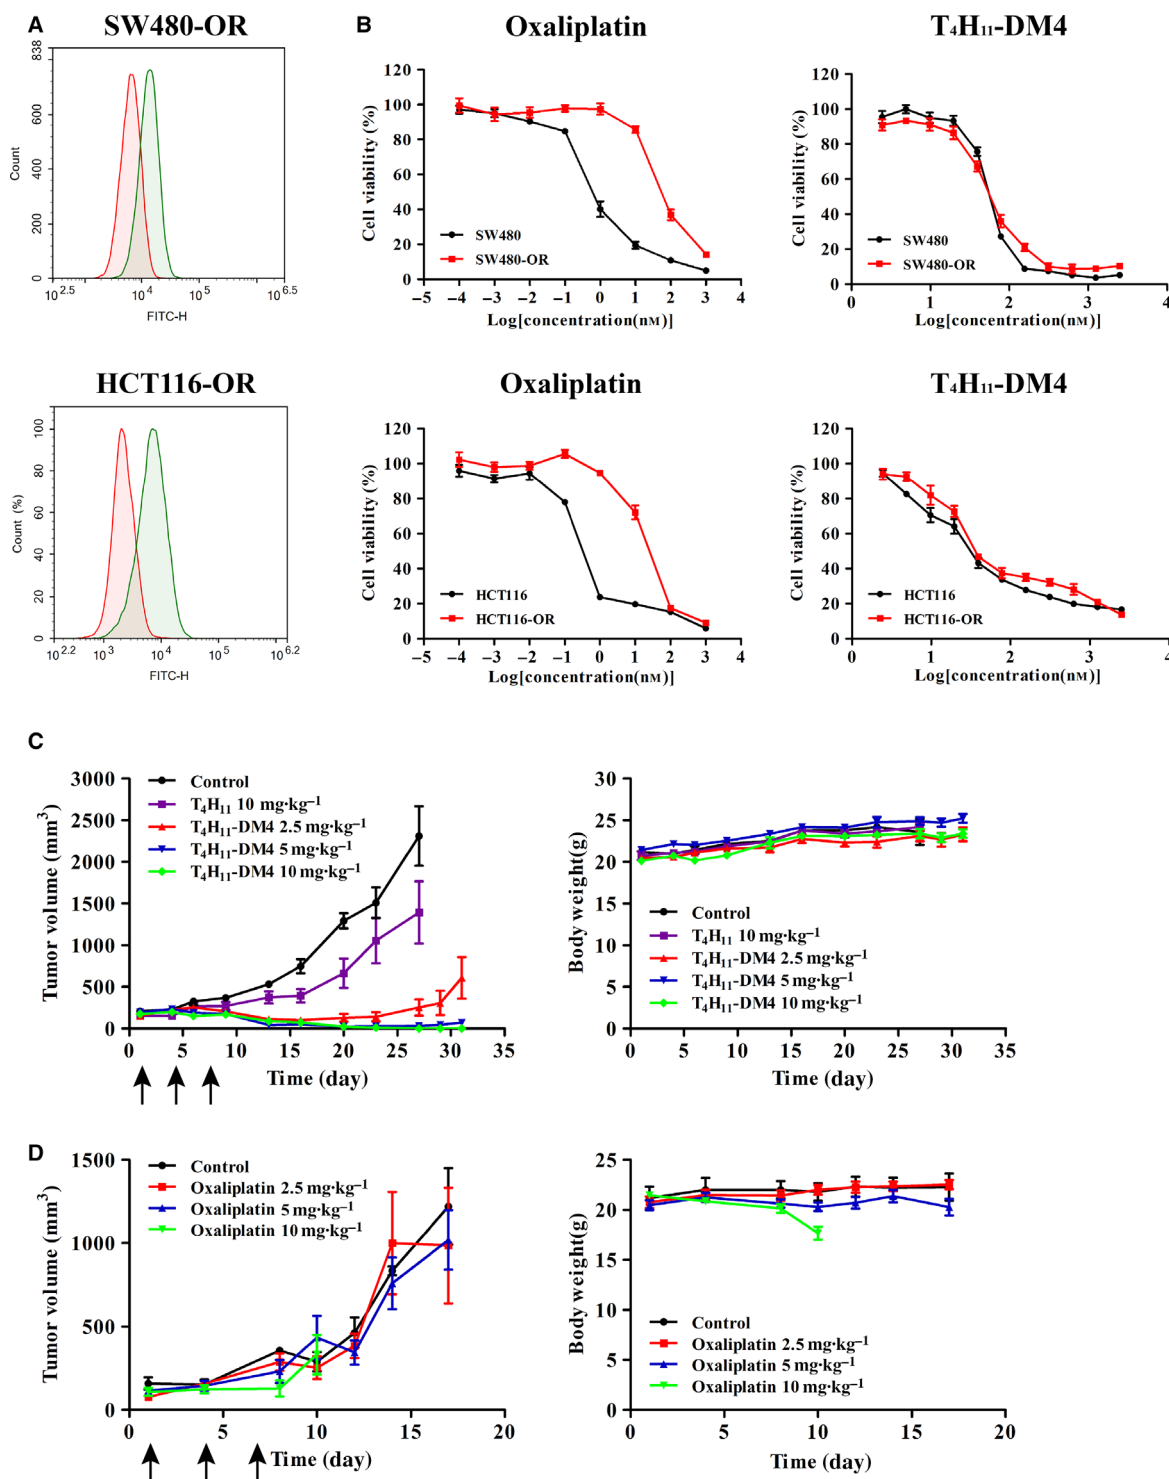 A
SW480-OR
838
600
400
200
0
Count
10^2.5 10^4 10^5 10^6.5
FITC-H
HCT116-OR
100
80
60
40
20
0
Count (%)
10^2.2 10^3 10^4 10^5 10^6.2
FITC-H
B
Oxaliplatin
120
100
80
60
40
20
0
Cell viability (%)
SW480
SW480-OR
−5 −4 −3 −2 −1 0 1 2 3 4
Log[concentration(nM)]
T₄H₁₁-DM4
120
100
80
60
40
20
0
Cell viability (%)
SW480
SW480-OR
0 1 2 3 4
Log[concentration(nM)]
Oxaliplatin
120
100
80
60
40
20
0
Cell viability (%)
HCT116
HCT116-OR
−5 −4 −3 −2 −1 0 1 2 3 4
Log[concentration(nM)]
T₄H₁₁-DM4
120
100
80
60
40
20
0
Cell viability (%)
HCT116
HCT116-OR
0 1 2 3 4
Log[concentration(nM)]
C
3000
2500
2000
1500
1000
500
0
Tumor volume (mm³)
Control
T₄H₁₁ 10 mg·kg⁻¹
T₄H₁₁-DM4 2.5 mg·kg⁻¹
T₄H₁₁-DM4 5 mg·kg⁻¹
T₄H₁₁-DM4 10 mg·kg⁻¹
0 5 10 15 20 25 30 35
Time (day)
30
25
20
15
10
5
0
Body weight(g)
Control
T₄H₁₁ 10 mg·kg⁻¹
T₄H₁₁-DM4 2.5 mg·kg⁻¹
T₄H₁₁-DM4 5 mg·kg⁻¹
T₄H₁₁-DM4 10 mg·kg⁻¹
0 5 10 15 20 25 30 35
Time (day)
D
1500
1000
500
0
Tumor volume (mm³)
Control
Oxaliplatin 2.5 mg·kg⁻¹
Oxaliplatin 5 mg·kg⁻¹
Oxaliplatin 10 mg·kg⁻¹
0 5 10 15 20
Time (day)
25
20
15
10
5
0
Body weight(g)
Control
Oxaliplatin 2.5 mg·kg⁻¹
Oxaliplatin 5 mg·kg⁻¹
Oxaliplatin 10 mg·kg⁻¹
0 5 10 15 20
Time (day)